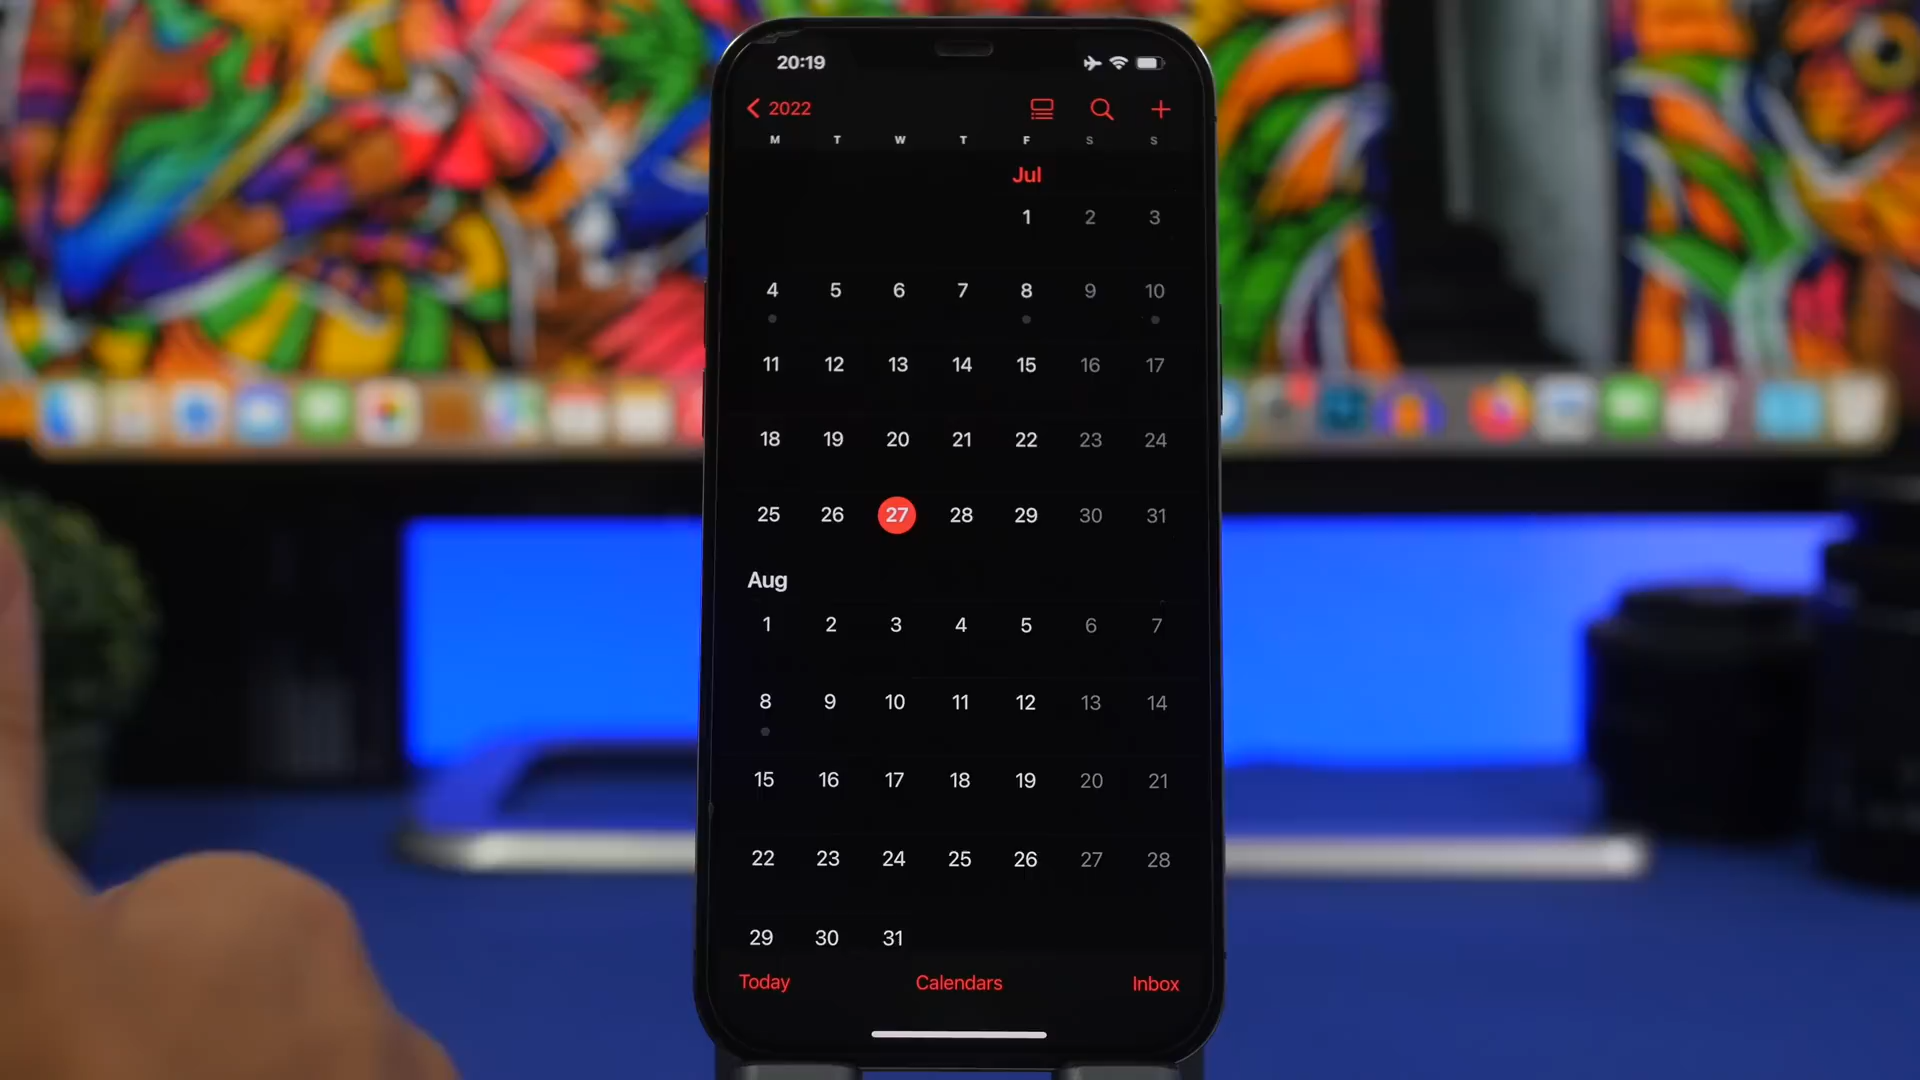 20:19
2022
M T W T F S S
Jul
1 2 3
4 5 6 7 8 9 10
11 12 13 14 15 16 17
18 19 20 21 22 23 24
25 26 27 28 29 30 31
Aug
1 2 3 4 5 6 7
8 9 10 11 12 13 14
15 16 17 18 19 20 21
22 23 24 25 26 27 28
29 30 31
Today Calendars Inbox